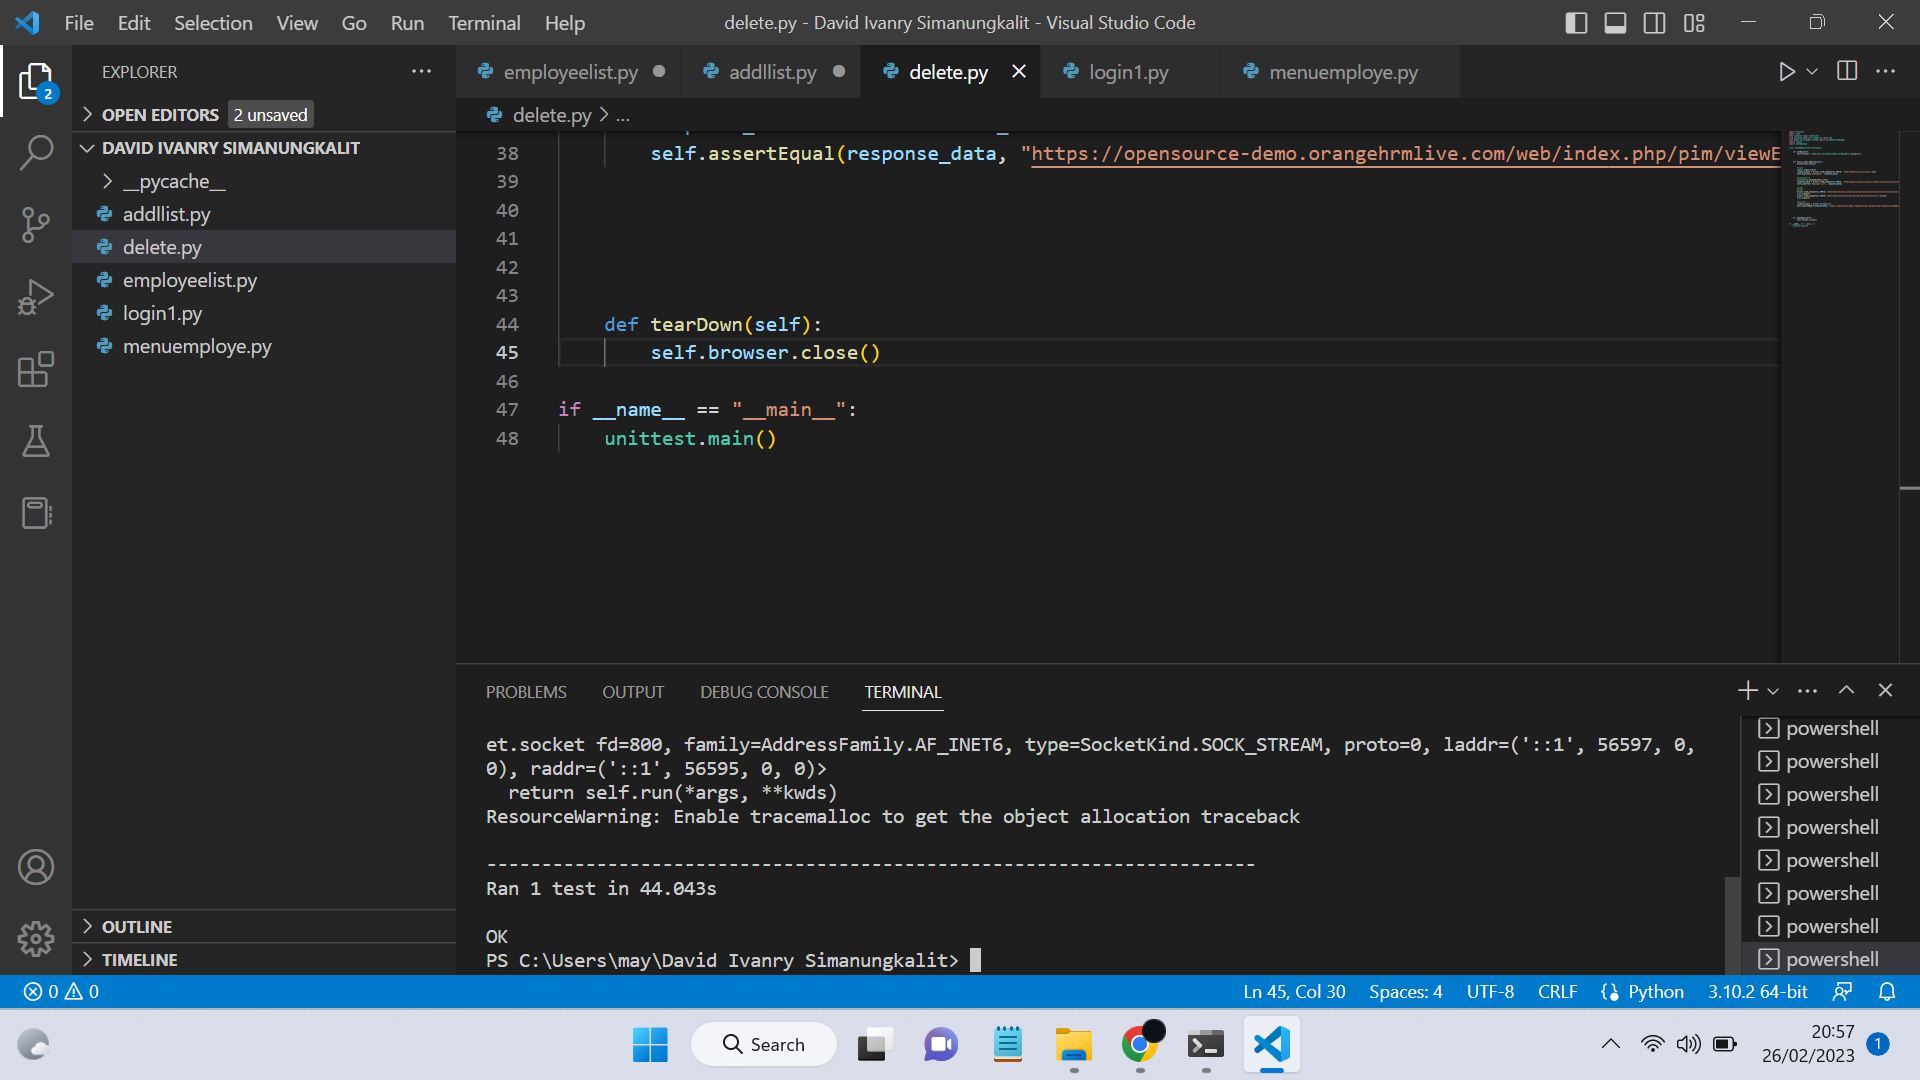 File Edit Selection View Go Run Terminal Help
delete.py - David Ivanry Simanungkalit - Visual Studio Code
EXPLORER
2
OPEN EDITORS 2 unsaved
DAVID IVANRY SIMANUNGKALIT
__pycache__
addllist.py
delete.py
employeelist.py
login1.py
menuemploye.py
OUTLINE
TIMELINE
employeelist.py addllist.py delete.py login1.py menuemploye.py
delete.py > ...
38 self.assertEqual(response_data, "https://opensource-demo.orangehrmlive.com/web/index.php/pim/viewE
39
40
41
42
43
44 def tearDown(self):
45 self.browser.close()
46
47 if __name__ == "__main__":
48 unittest.main()
PROBLEMS OUTPUT DEBUG CONSOLE TERMINAL
et.socket fd=800, family=AddressFamily.AF_INET6, type=SocketKind.SOCK_STREAM, proto=0, laddr=('::1', 56597, 0,
0), raddr=('::1', 56595, 0, 0)>
return self.run(*args, **kwds)
ResourceWarning: Enable tracemalloc to get the object allocation traceback
----------------------------------------------------------------------
Ran 1 test in 44.043s
OK
PS C:\Users\may\David Ivanry Simanungkalit>
powershell
powershell
powershell
powershell
powershell
powershell
powershell
powershell
0 0
Ln 45, Col 30 Spaces: 4 UTF-8 CRLF Python 3.10.2 64-bit
Search
20:57
26/02/2023
1